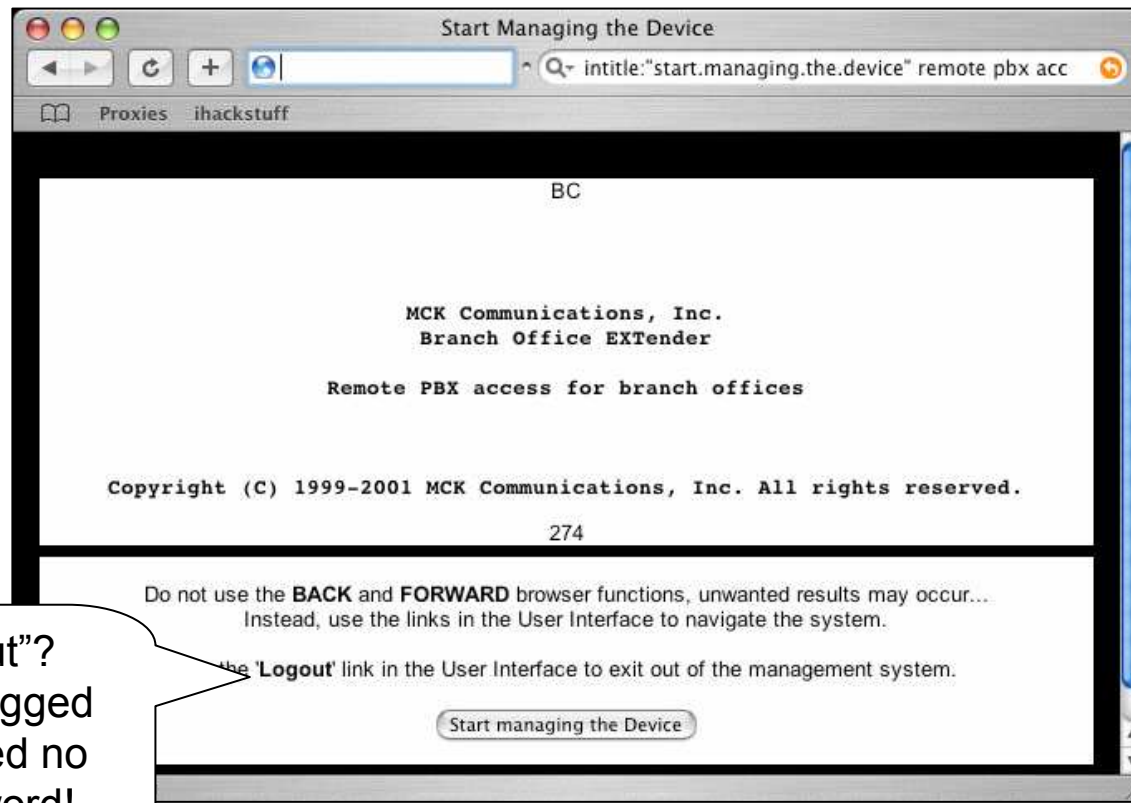 Start Managing the Device
intitle:"start.managing.the.device" remote pbx acc
Proxies ihackstuff
BC
MCK Communications, Inc.
Branch Office EXTender
Remote PBX access for branch offices
Copyright (C) 1999-2001 MCK Communications, Inc. All rights reserved.
274
Do not use the BACK and FORWARD browser functions, unwanted results may occur...
Instead, use the links in the User Interface to navigate the system.
the 'Logout' link in the User Interface to exit out of the management system.
Start managing the Device
no